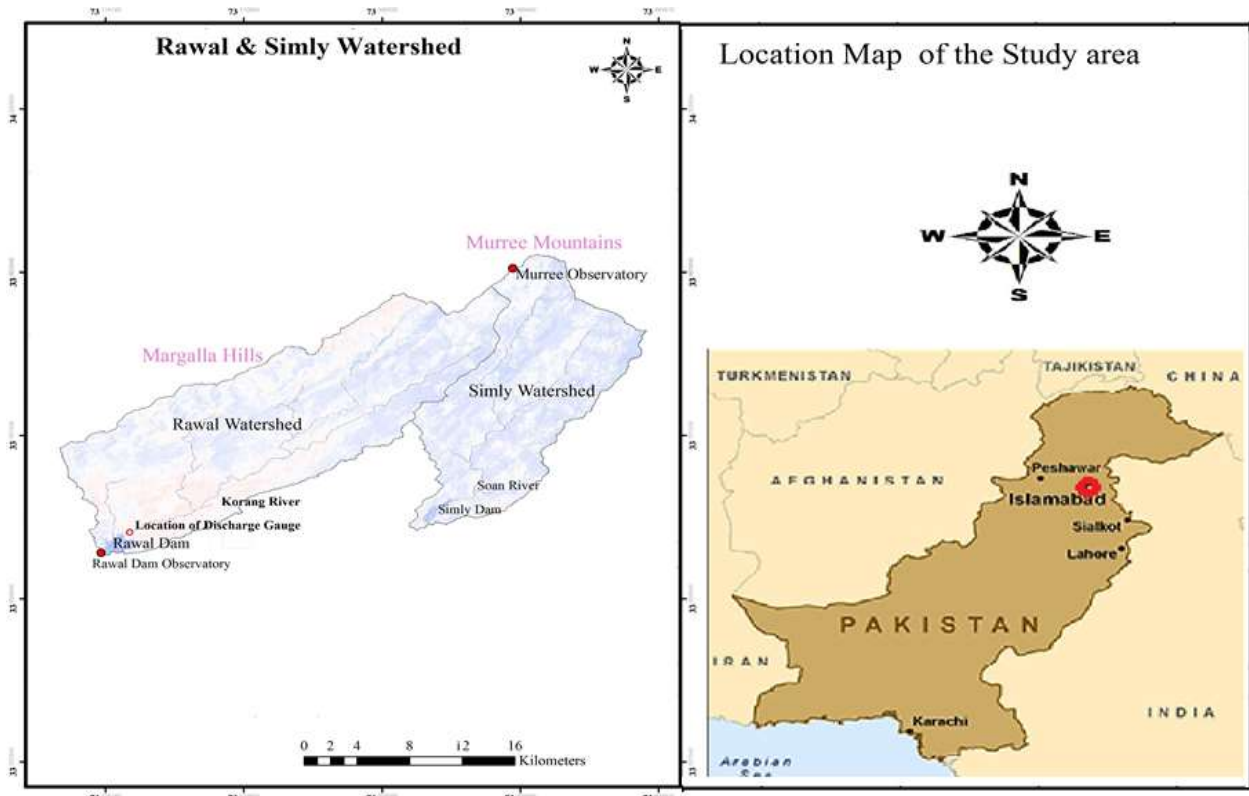 Rawal & Simly Watershed
N
W E
S
Murree Mountains
Murree Observatory
Margalla Hills
Simly Watershed
Rawal Watershed
Soan River
Korang River
Simly Dam
Location of Discharge Gauge
Rawal Dam
Rawal Dam Observatory
0 2 4 8 12 16
Kilometers
Location Map of the Study area
N
W E
S
TURKMENISTAN
TAJIKISTAN
CHINA
Peshawar
AFGHANISTAN
Islamabad
Sialkot
Lahore
PAKISTAN
IRAN
INDIA
Karachi
Arabian
Sea